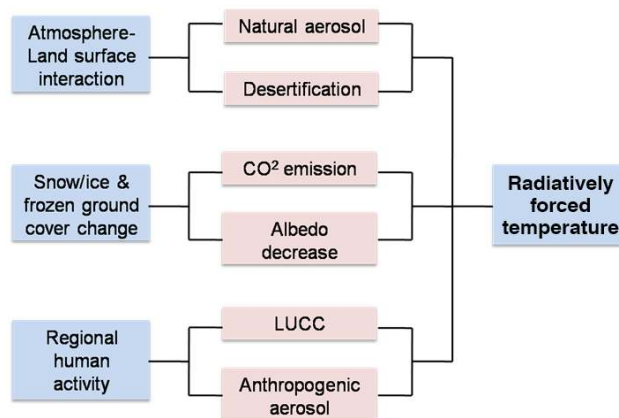 Atmosphere-
Land surface
interaction
Natural aerosol
Desertification
Snow/ice &
frozen ground
cover change
CO² emission
Albedo
decrease
Regional
human
activity
LUCC
Anthropogenic
aerosol
Radiatively
forced
temperature